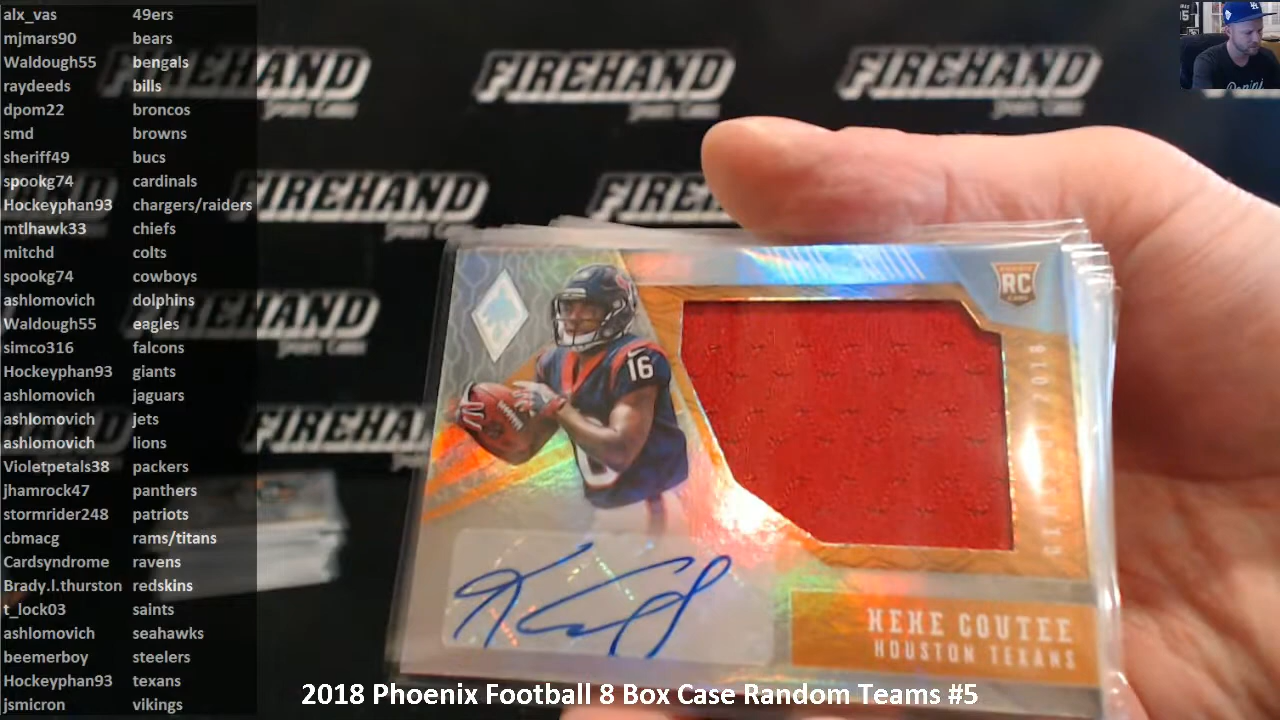 alx_vas 49ers
mjmars90 bears
Waldough55 bengals
raydeeds bills
dpom22 broncos
smd browns
sheriff49 bucs
spookg74 cardinals
Hockeyphan93 chargers/raiders
mtlhawk33 chiefs
mitchd colts
spookg74 cowboys
ashlomovich dolphins
Waldough55 eagles
simco316 falcons
Hockeyphan93 giants
ashlomovich jaguars
ashlomovich jets
ashlomovich lions
Violetpetals38 packers
jhamrock47 panthers
stormrider248 patriots
cbmacg rams/titans
Cardsyndrome ravens
Brady.l.thurston redskins
t_lock03 saints
ashlomovich seahawks
beemerboy steelers
Hockeyphan93 texans
jsmicron vikings
FIREHAND
FIREHAND
FIREHAND
FIREHAND
FIREHAND
FIREHAND
FIREHA
RC
16
KEKE COUTEE
HOUSTON TEXANS
2018 Phoenix Football 8 Box Case Random Teams #5